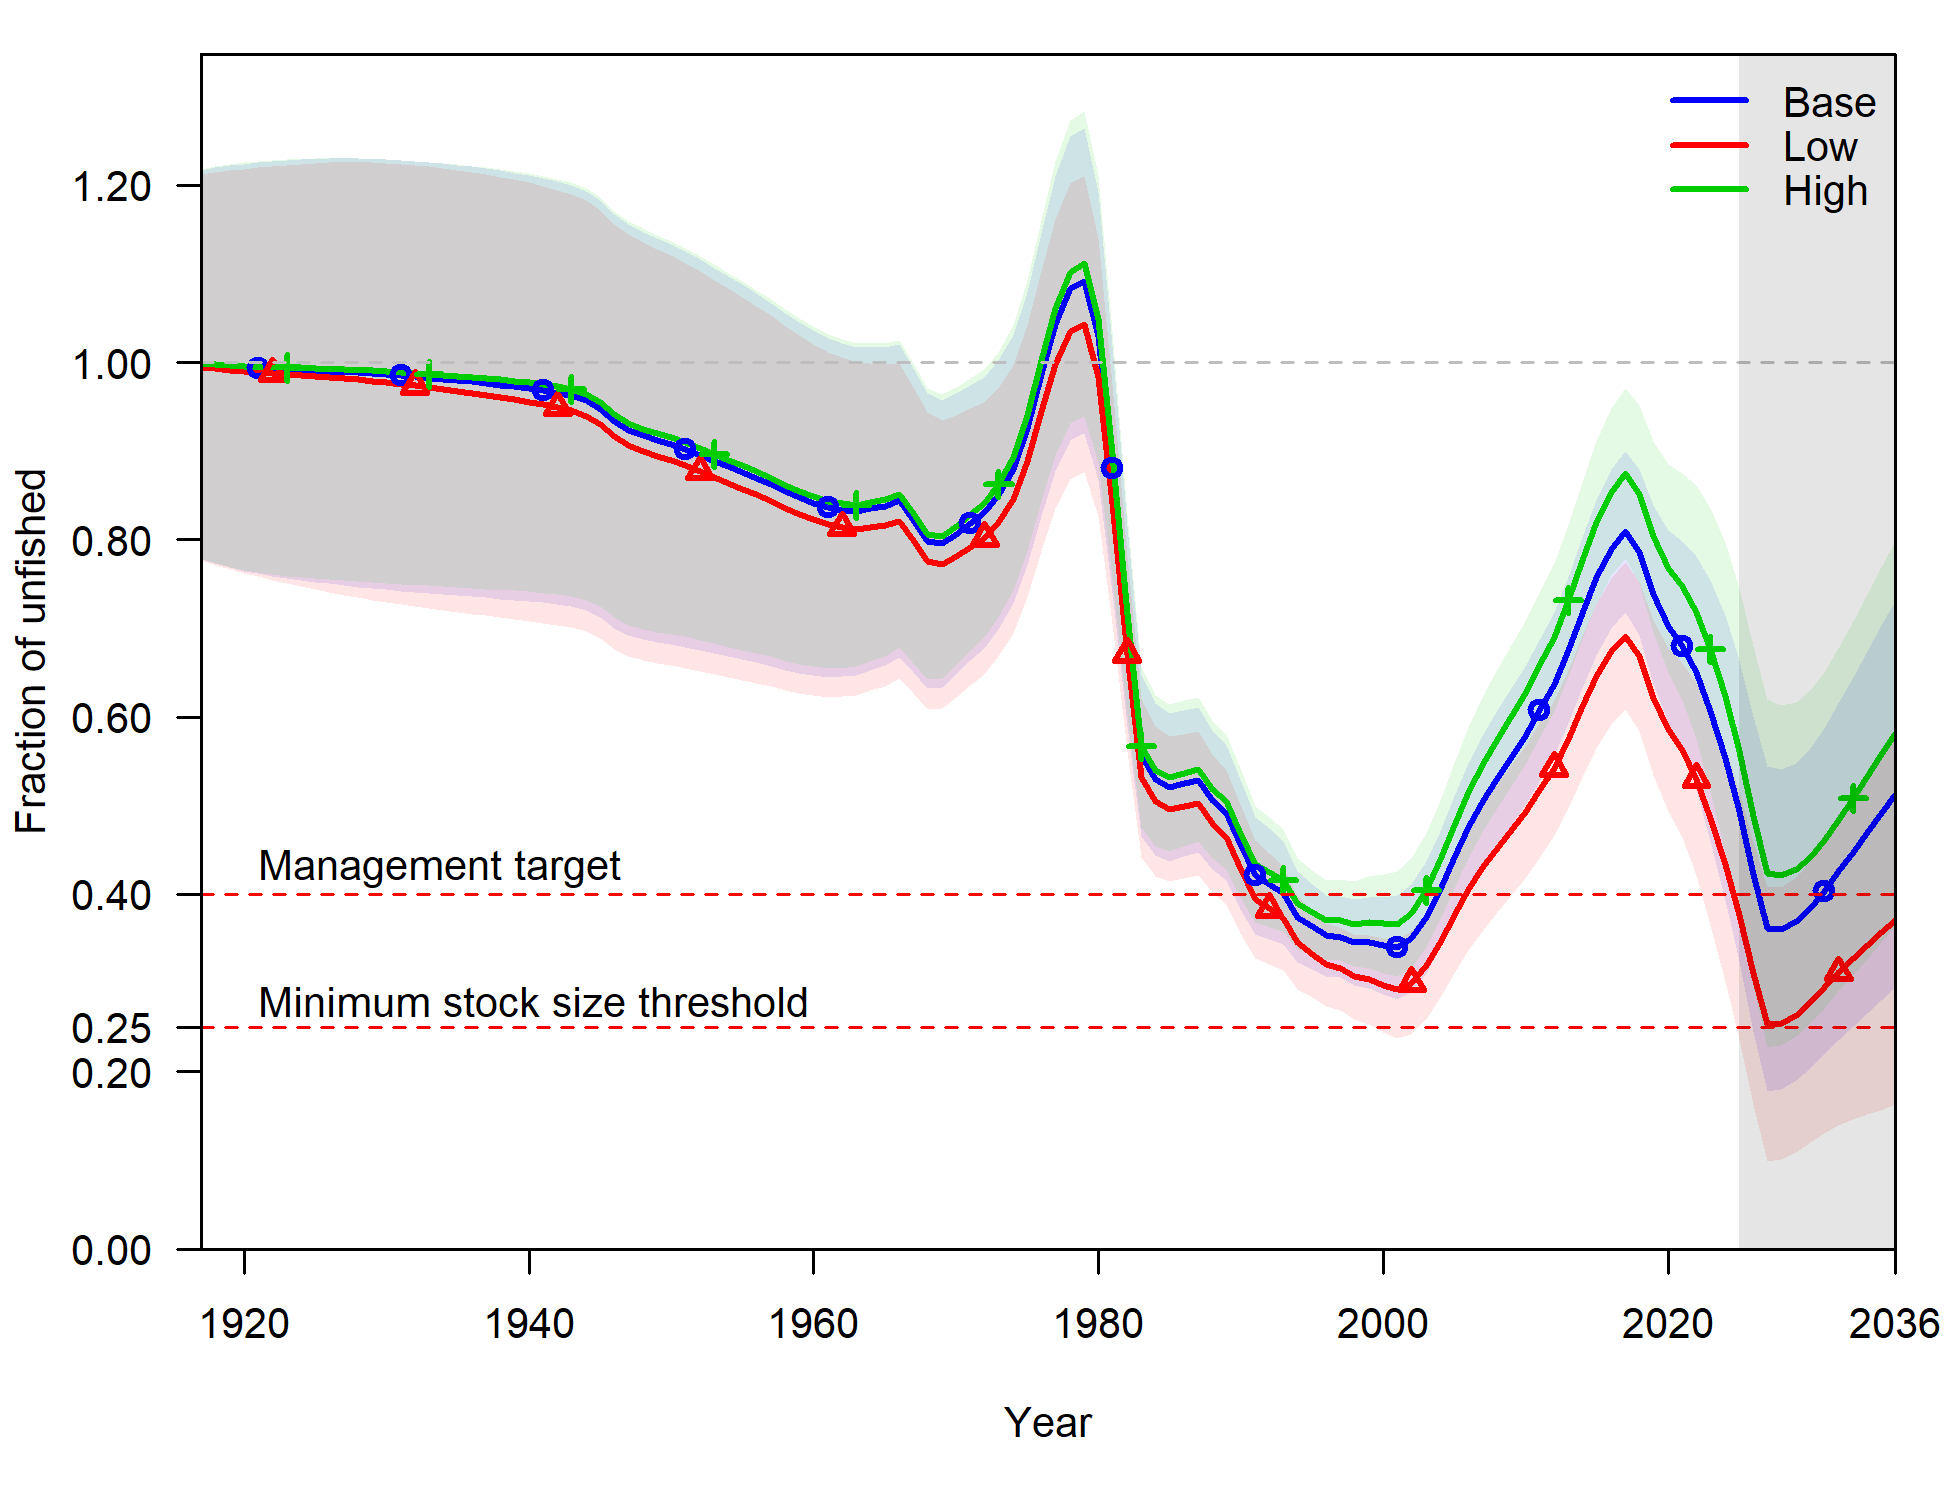 Base
Low
High
Fraction of unfished
1.20
1.00
0.80
0.60
0.40
0.25
0.20
0.00
Management target
Minimum stock size threshold
1920 1940 1960 1980 2000 2020 2036
Year